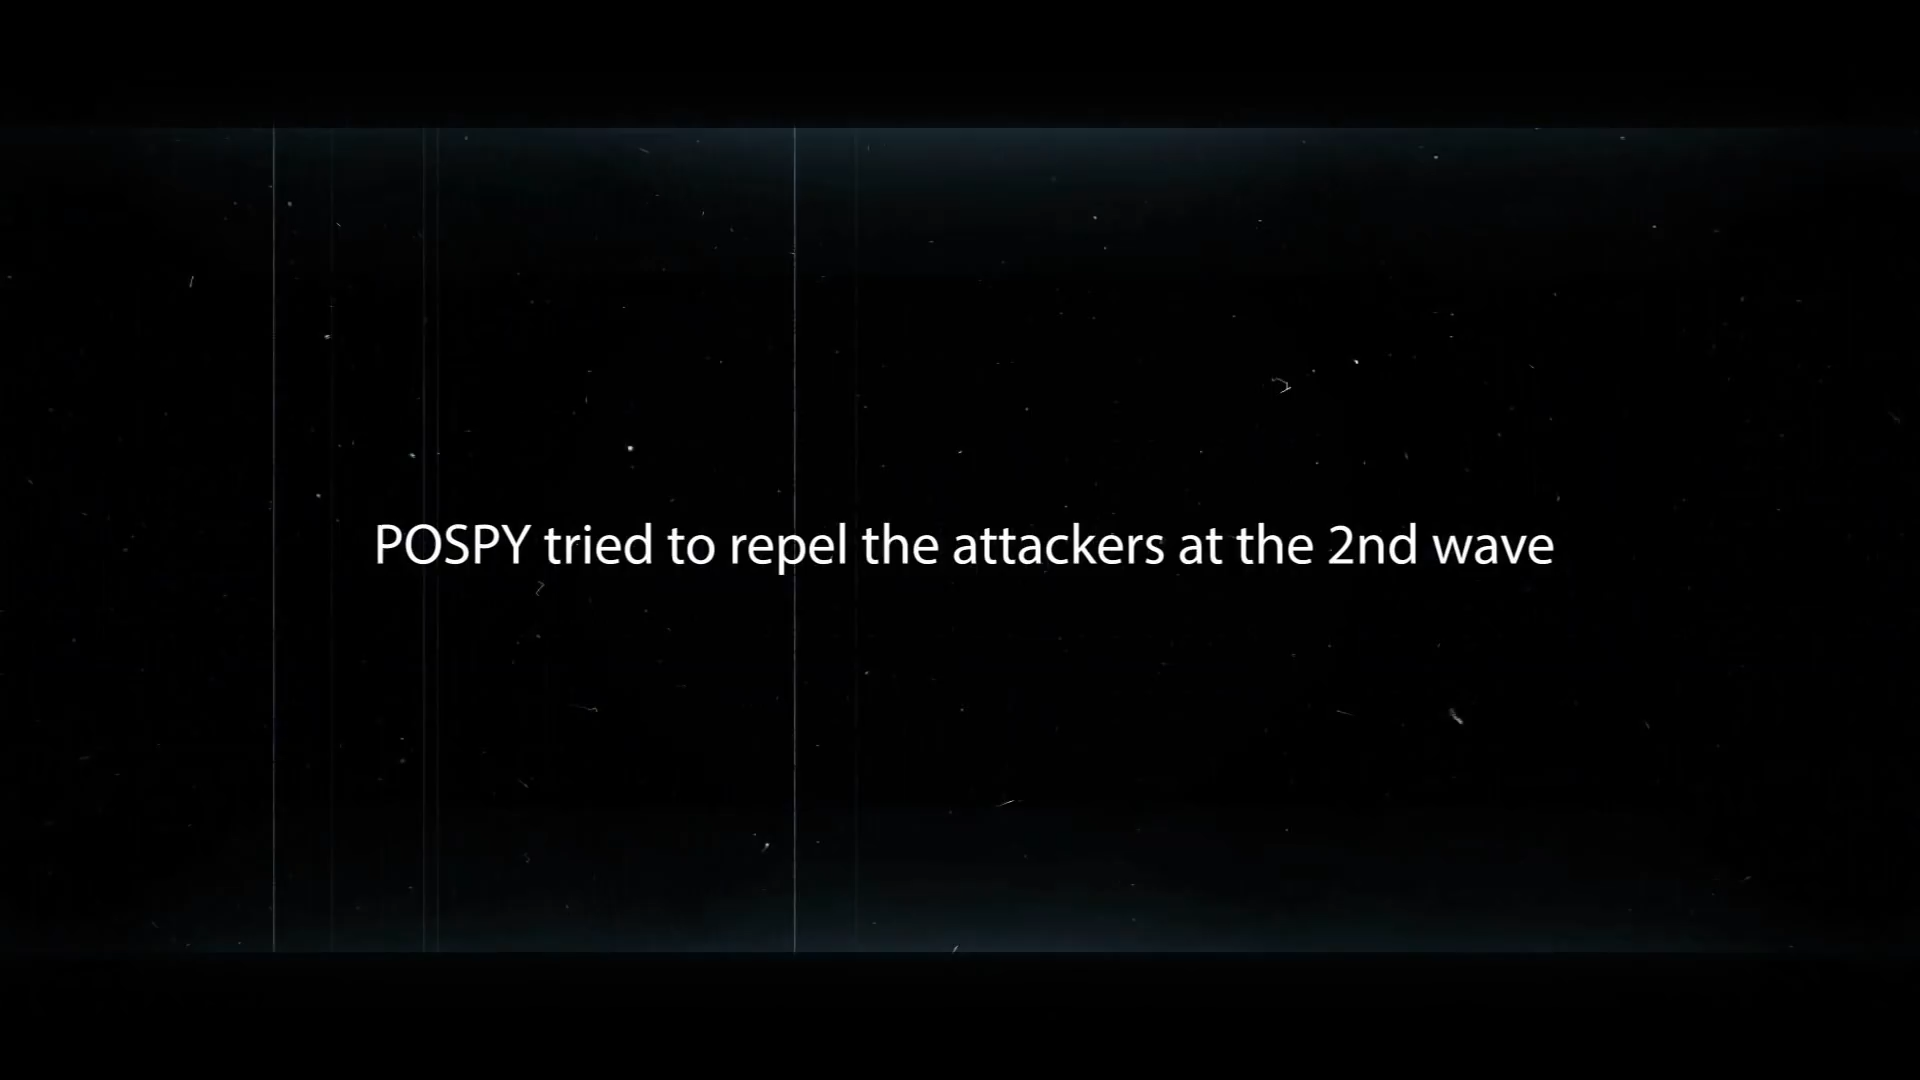 POSPY tried to repel the attackers at the 2nd wave